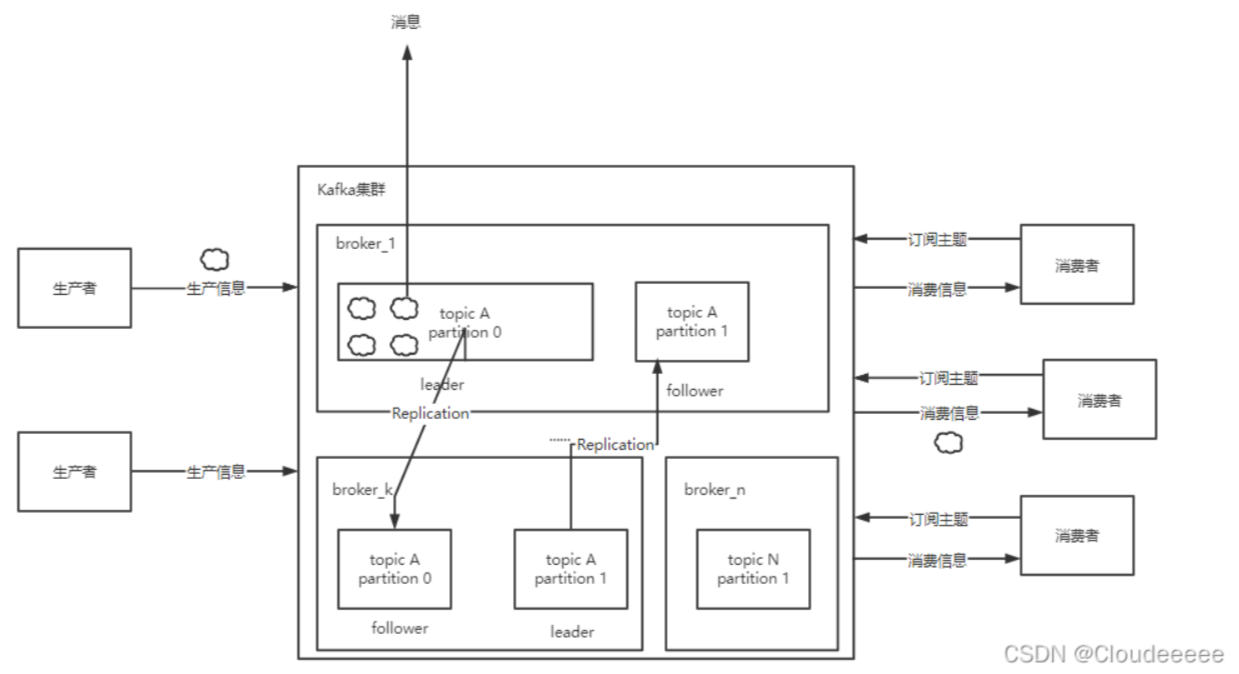 消息
Kafka集群
broker_1
生产者
生产信息
topic A
partition 0
leader
topic A
partition 1
follower
Replication
......
Replication
生产者
生产信息
broker_k
topic A
partition 0
follower
topic A
partition 1
leader
broker_n
topic N
partition 1
订阅主题
消费信息
消费者
订阅主题
消费信息
消费者
订阅主题
消费信息
消费者
CSDN @Cloudeeeee